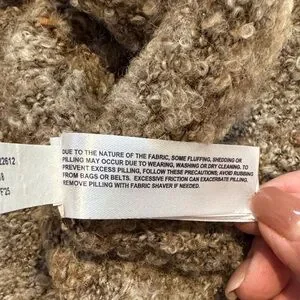 22612
DUE TO THE NATURE OF THE FABRIC, SOME FLUFFING, SHEDDING OR
PILLING MAY OCCUR DUE TO WEARING, WASHING OR DRY CLEANING. TO
PREVENT EXCESS PILLING, FOLLOW THESE PRECAUTIONS; AVOID RUBBING
FROM BAGS OR BELTS. EXCESSIVE FRICTION CAN EXACERBATE PILLING.
REMOVE PILLING WITH FABRIC SHAVER IF NEEDED.
F'25